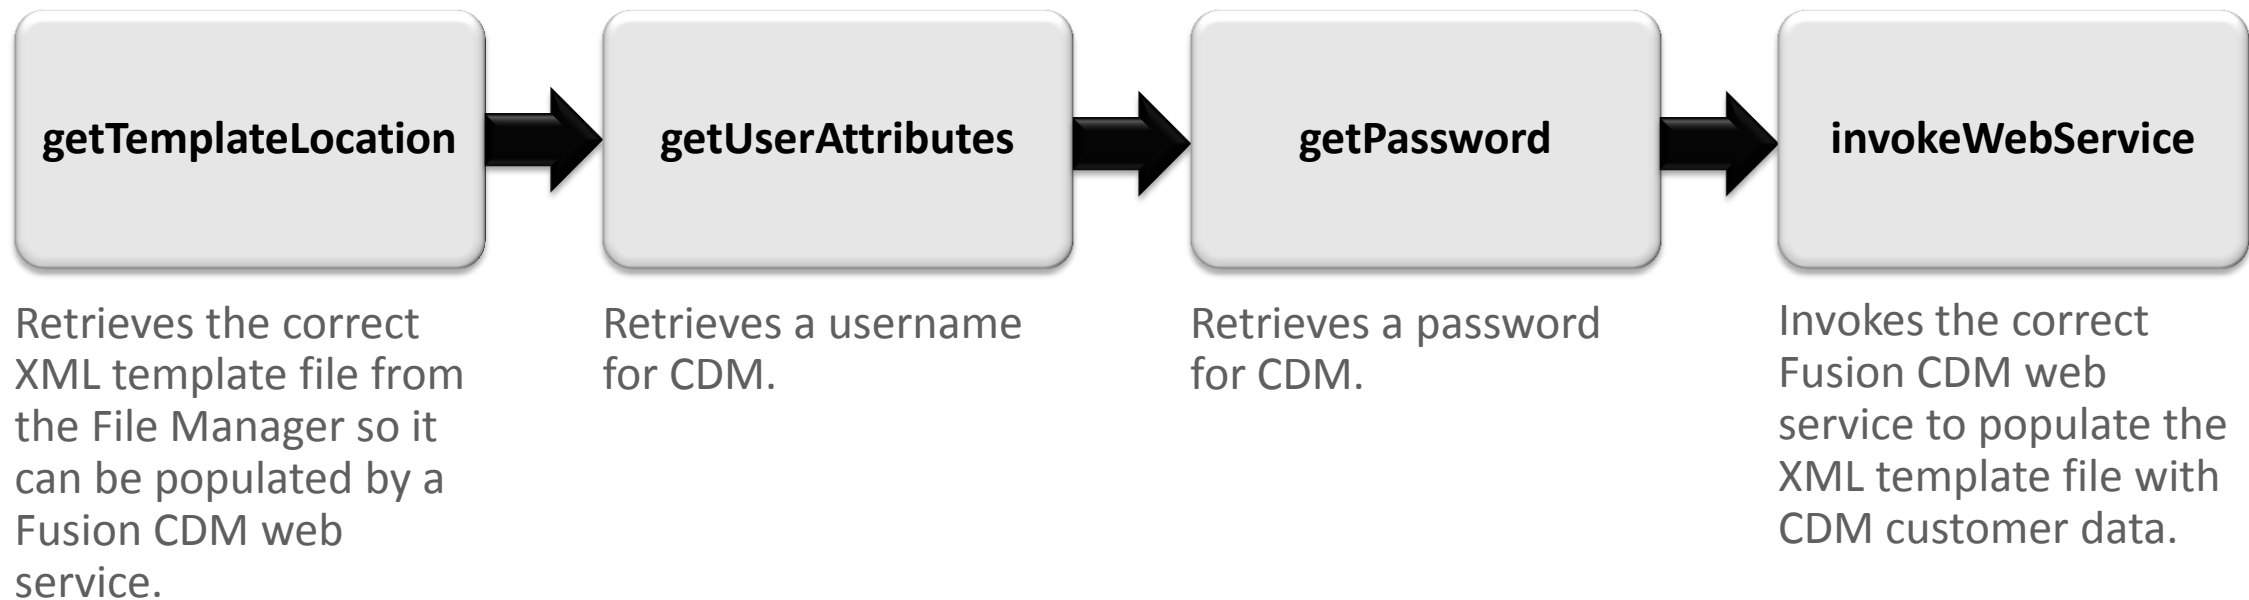 getTemplateLocation
getUserAttributes
getPassword
invokeWebService
Retrieves the correct
XML template file from
the File Manager so it
can be populated by a
Fusion CDM web
service.
Retrieves a username
for CDM.
Retrieves a password
for CDM.
Invokes the correct
Fusion CDM web
service to populate the
XML template file with
CDM customer data.